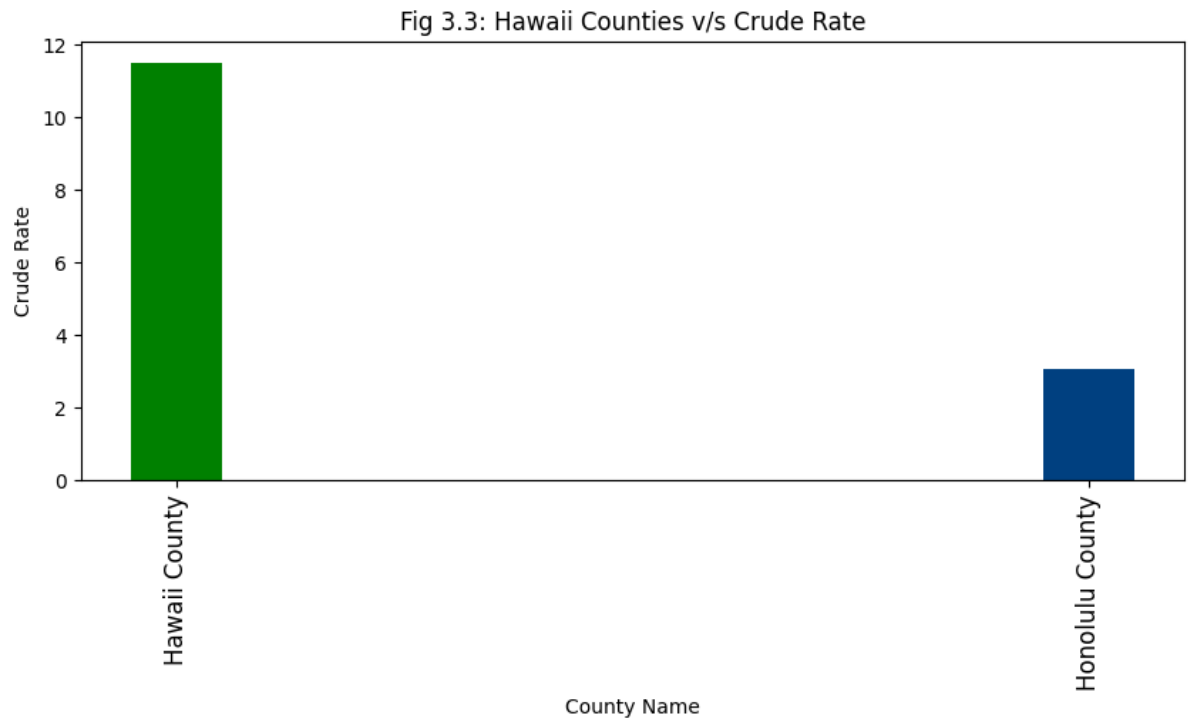 Fig 3.3: Hawaii Counties v/s Crude Rate
12
10
8
6
4
2
0
Crude Rate
Hawaii County
Honolulu County
County Name